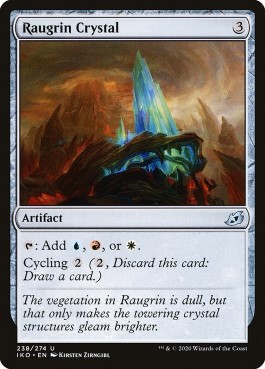 Raugrin Crystal 3
Artifact
: Add , , or .
Cycling 2 (2, Discard this card:
Draw a card.)
The vegetation in Raugrin is dull, but
that only makes the towering crystal
structures gleam brighter.
238/274 U
IKO • EN KIRSTEN ZIRNGIBL
™ & © 2020 Wizards of the Coast